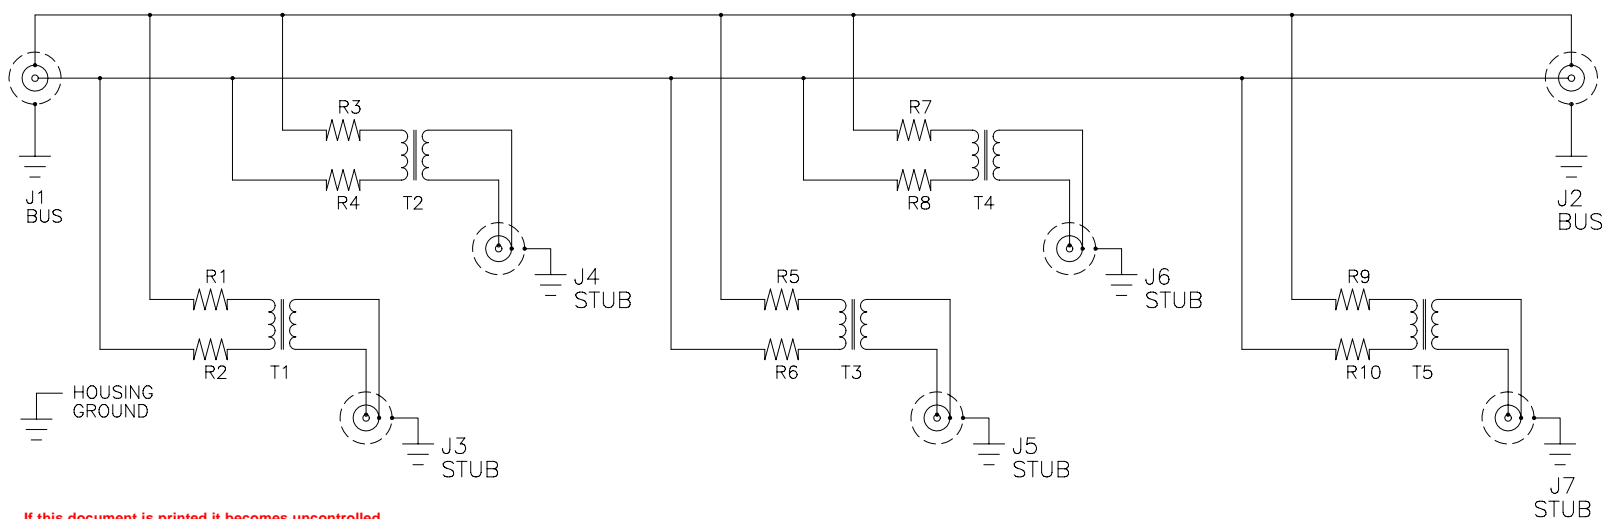 R3
R7
R4
T2
R8
T4
J1
BUS
J2
BUS
R1
J4
STUB
R5
J6
STUB
R9
R2
T1
R6
T3
R10
T5
HOUSING
GROUND
J3
STUB
J5
STUB
J7
STUB
If this document is printed it becomes uncontrolled